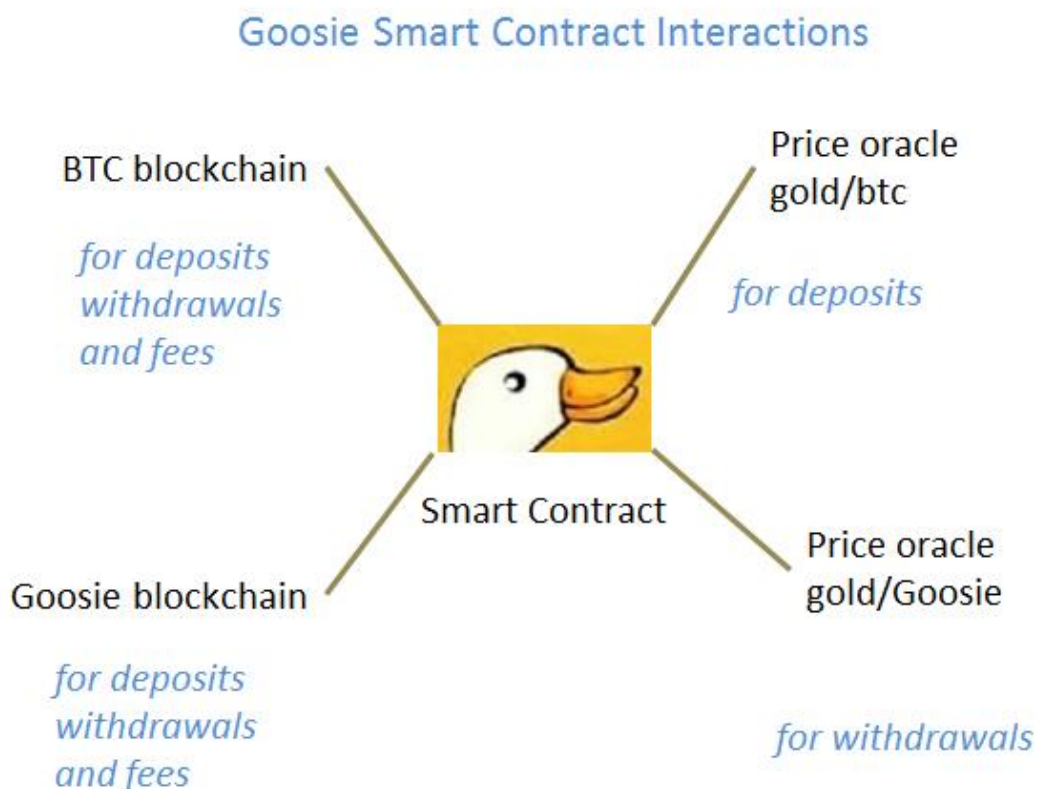 Goosie Smart Contract Interactions
BTC blockchain
for deposits
withdrawals
and fees
Price oracle
gold/btc
for deposits
Smart Contract
Goosie blockchain
for deposits
withdrawals
and fees
Price oracle
gold/Goosie
for withdrawals